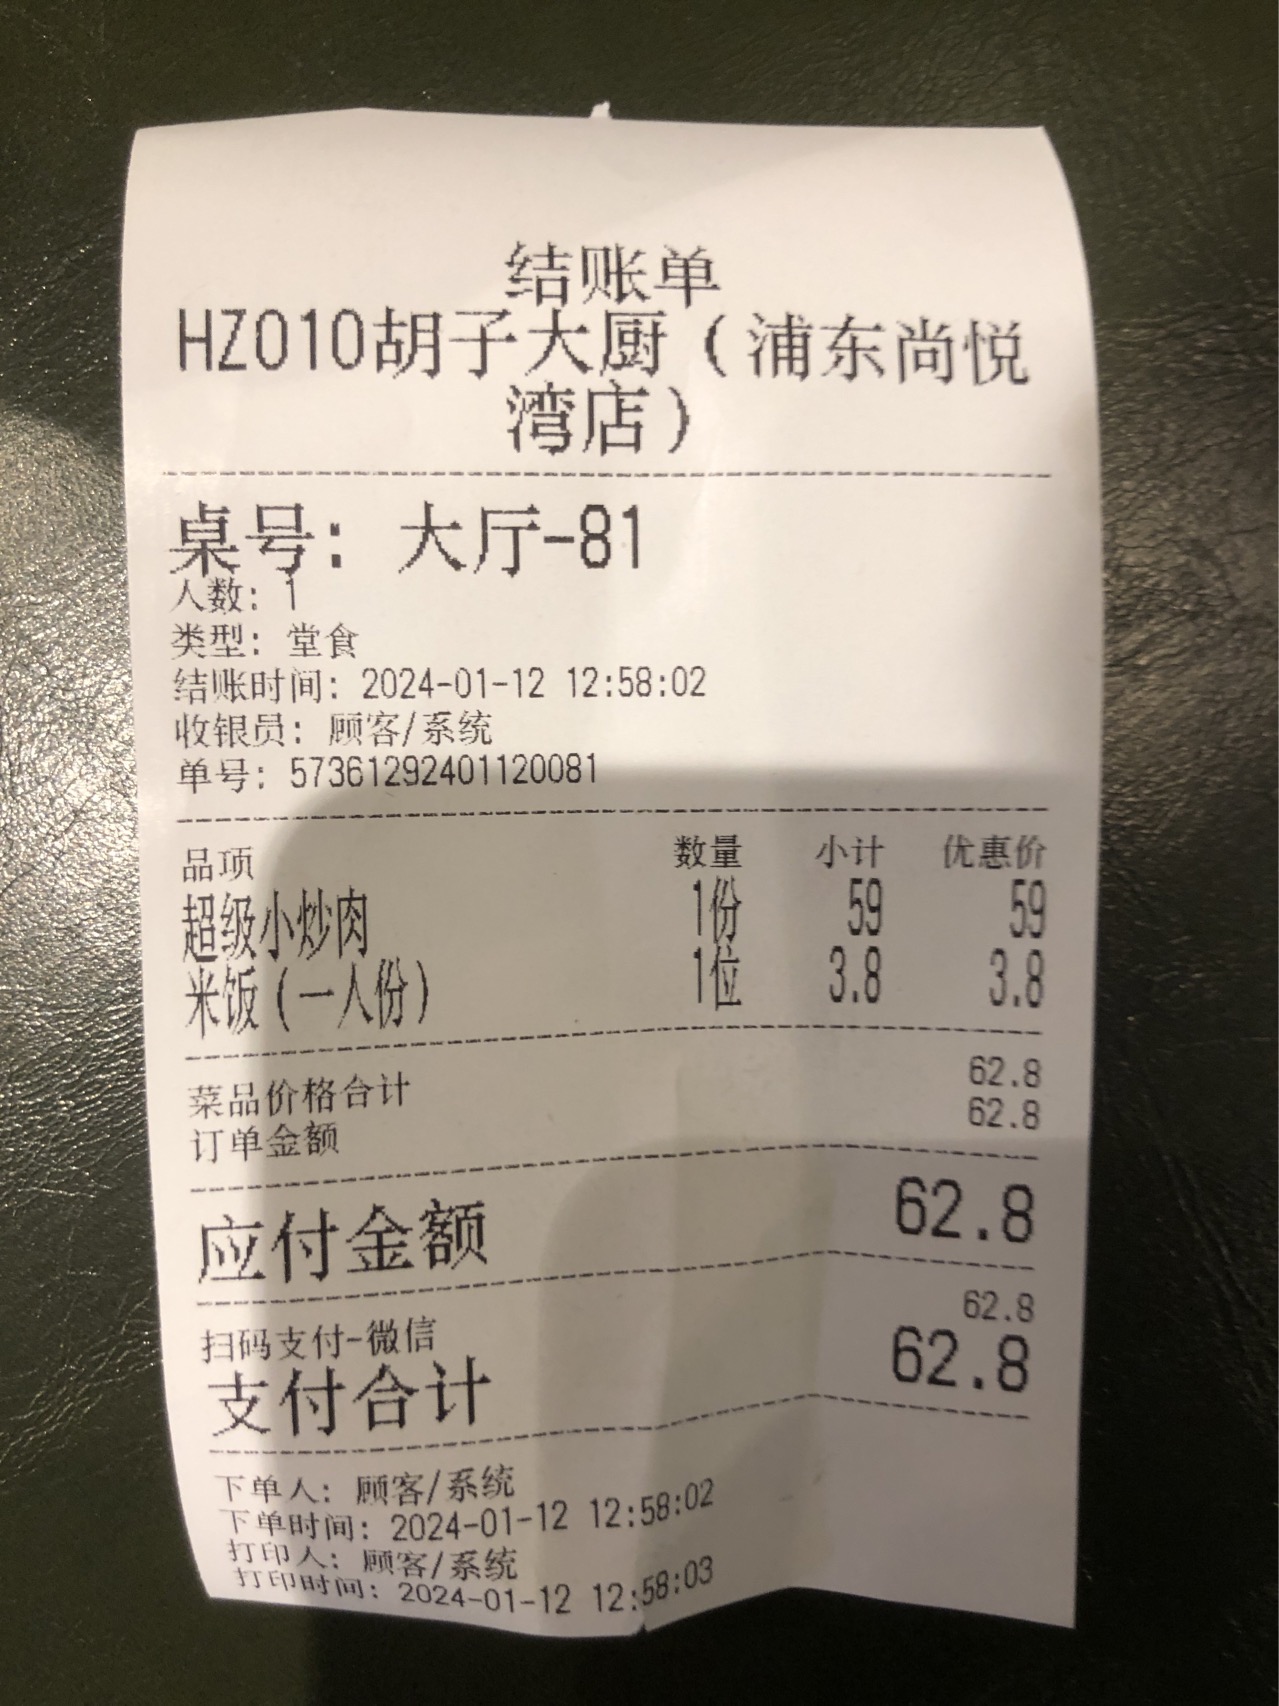 结账单
HZ010胡子大厨（浦东尚悦
湾店）
桌号：大厅-81
人数：1
类型：堂食
结账时间：2024-01-12 12:58:02
收银员：顾客/系统
单号：57361292401120081
品项 数量 小计 优惠价
超级小炒肉 1份 59 59
米饭（一人份） 1位 3.8 3.8
菜品价格合计 62.8
订单金额 62.8
应付金额 62.8
扫码支付-微信 62.8
支付合计 62.8
下单人：顾客/系统
下单时间：2024-01-12 12:58:02
打印人：顾客/系统
打印时间：2024-01-12 12:58:03